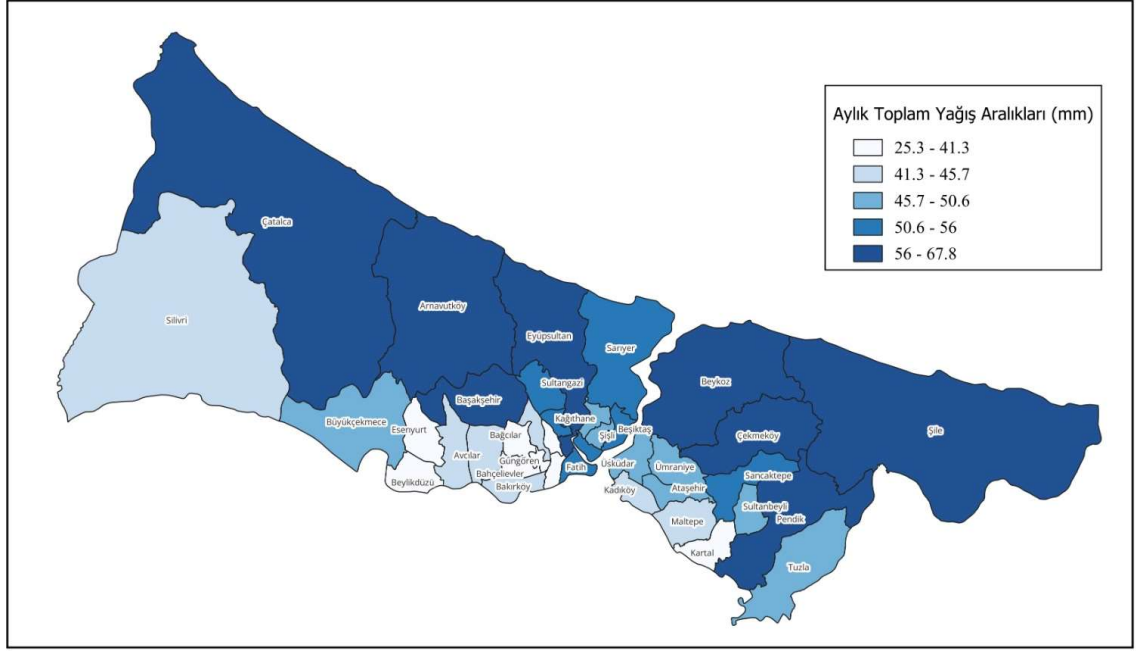 Aylık Toplam Yağış Aralıkları (mm)
25.3 - 41.3
41.3 - 45.7
45.7 - 50.6
50.6 - 56
56 - 67.8
Çatalca
Silivri
Arnavutköy
Eyüpsultan
Sarıyer
Beykoz
Şile
Sultangazi
Başakşehir
Büyükçekmece
Esenyurt
Kağıthane
Beşiktaş
Şişli
Bağcılar
Avcılar
Güngören
Bahçelievler
Fatih
Beylikdüzü
Bakırköy
Çekmeköy
Üsküdar
Ümraniye
Sancaktepe
Ataşehir
Kadıköy
Sultanbeyli
Maltepe
Pendik
Kartal
Tuzla